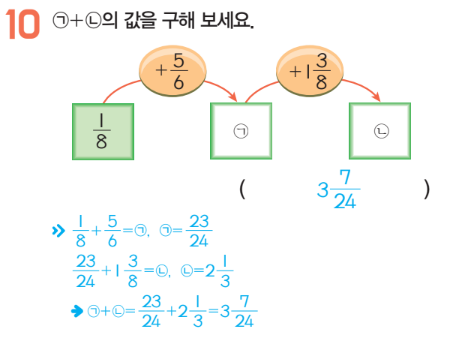 10 ㉠+㉡의 값을 구해 보세요.
+5/6 +1 3/8
1/8 ㉠ ㉡
( 3 7/24 )
» 1/8+5/6=㉠, ㉠=23/24
23/24+1 3/8=㉡, ㉡=2 1/3
➔ ㉠+㉡=23/24+2 1/3=3 7/24